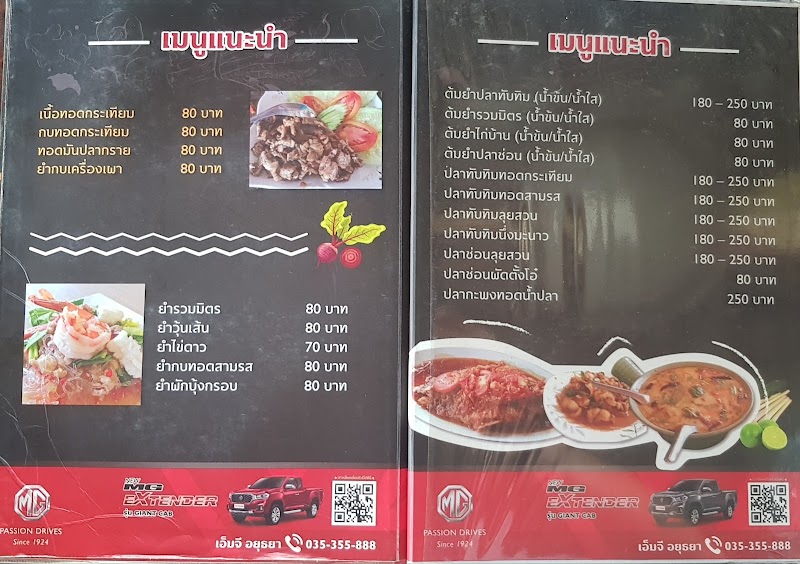 เมนูแนะนำ
เนื้อทอดกระเทียม 80 บาท
กบทอดกระเทียม 80 บาท
ทอดมันปลากราย 80 บาท
ยำกบเครื่องเผา 80 บาท
ยำรวมมิตร 80 บาท
ยำวุ้นเส้น 80 บาท
ยำไข่ดาว 70 บาท
ยำกบทอดสามรส 80 บาท
ยำผักบุ้งกรอบ 80 บาท
MG
PASSION DRIVES
Since 1924
NEW
MG
EXTENDER
รุ่น GIANT CAB
เอ็มจี อยุธยา 035-355-888
เมนูแนะนำ
ต้มยำปลาทับทิม (น้ำข้น/น้ำใส) 180 – 250 บาท
ต้มยำรวมมิตร (น้ำข้น/น้ำใส) 80 บาท
ต้มยำไก่บ้าน (น้ำข้น/น้ำใส) 80 บาท
ต้มยำปลาช่อน (น้ำข้น/น้ำใส) 80 บาท
ปลาทับทิมทอดกระเทียม 180 – 250 บาท
ปลาทับทิมทอดสามรส 180 – 250 บาท
ปลาทับทิมลุยสวน 180 – 250 บาท
ปลาทับทิมนึ่งมะนาว 180 – 250 บาท
ปลาช่อนลุยสวน 180 – 250 บาท
ปลาช่อนผัดตั้งโอ๋ 80 บาท
ปลากะพงทอดน้ำปลา 250 บาท
MG
PASSION DRIVES
Since 1924
NEW
MG
EXTENDER
รุ่น GIANT CAB
เอ็มจี อยุธยา 035-355-888